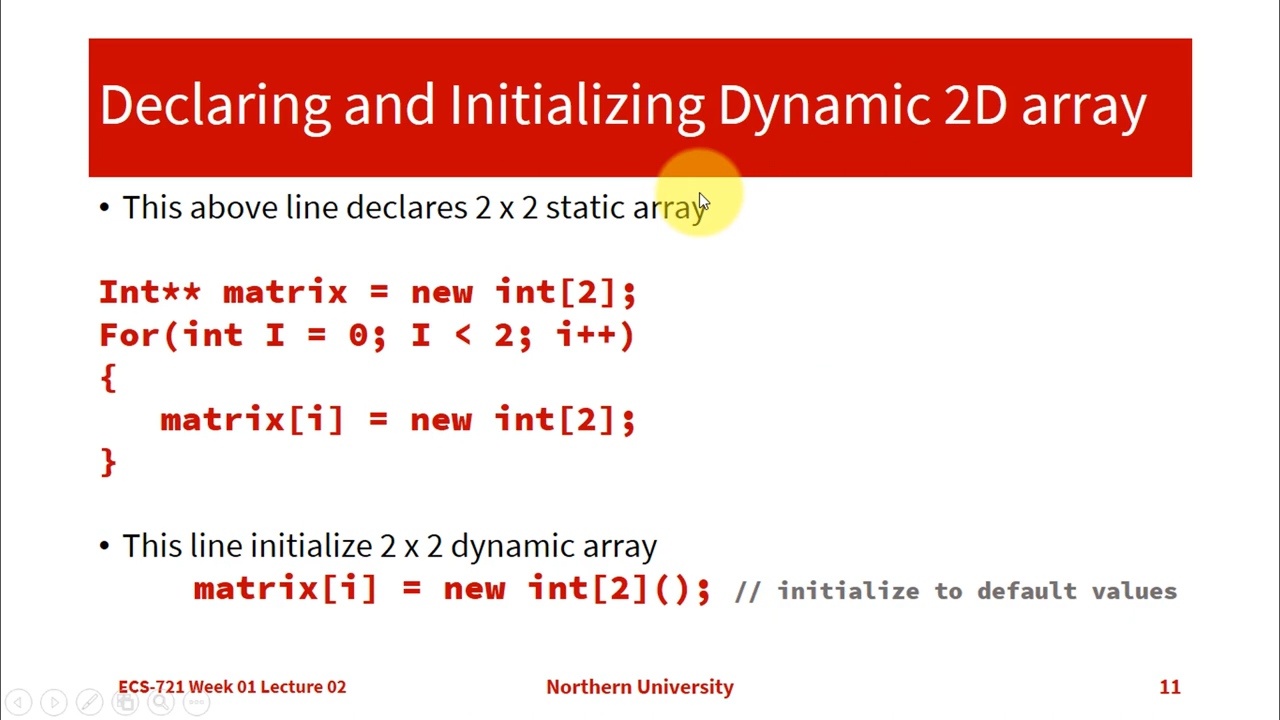 Declaring and Initializing Dynamic 2D array
• This above line declares 2 x 2 static array
Int** matrix = new int[2];
For(int I = 0; I < 2; i++)
{
matrix[i] = new int[2];
}
• This line initialize 2 x 2 dynamic array
matrix[i] = new int[2](); // initialize to default values
ECS-721 Week 01 Lecture 02 Northern University 11